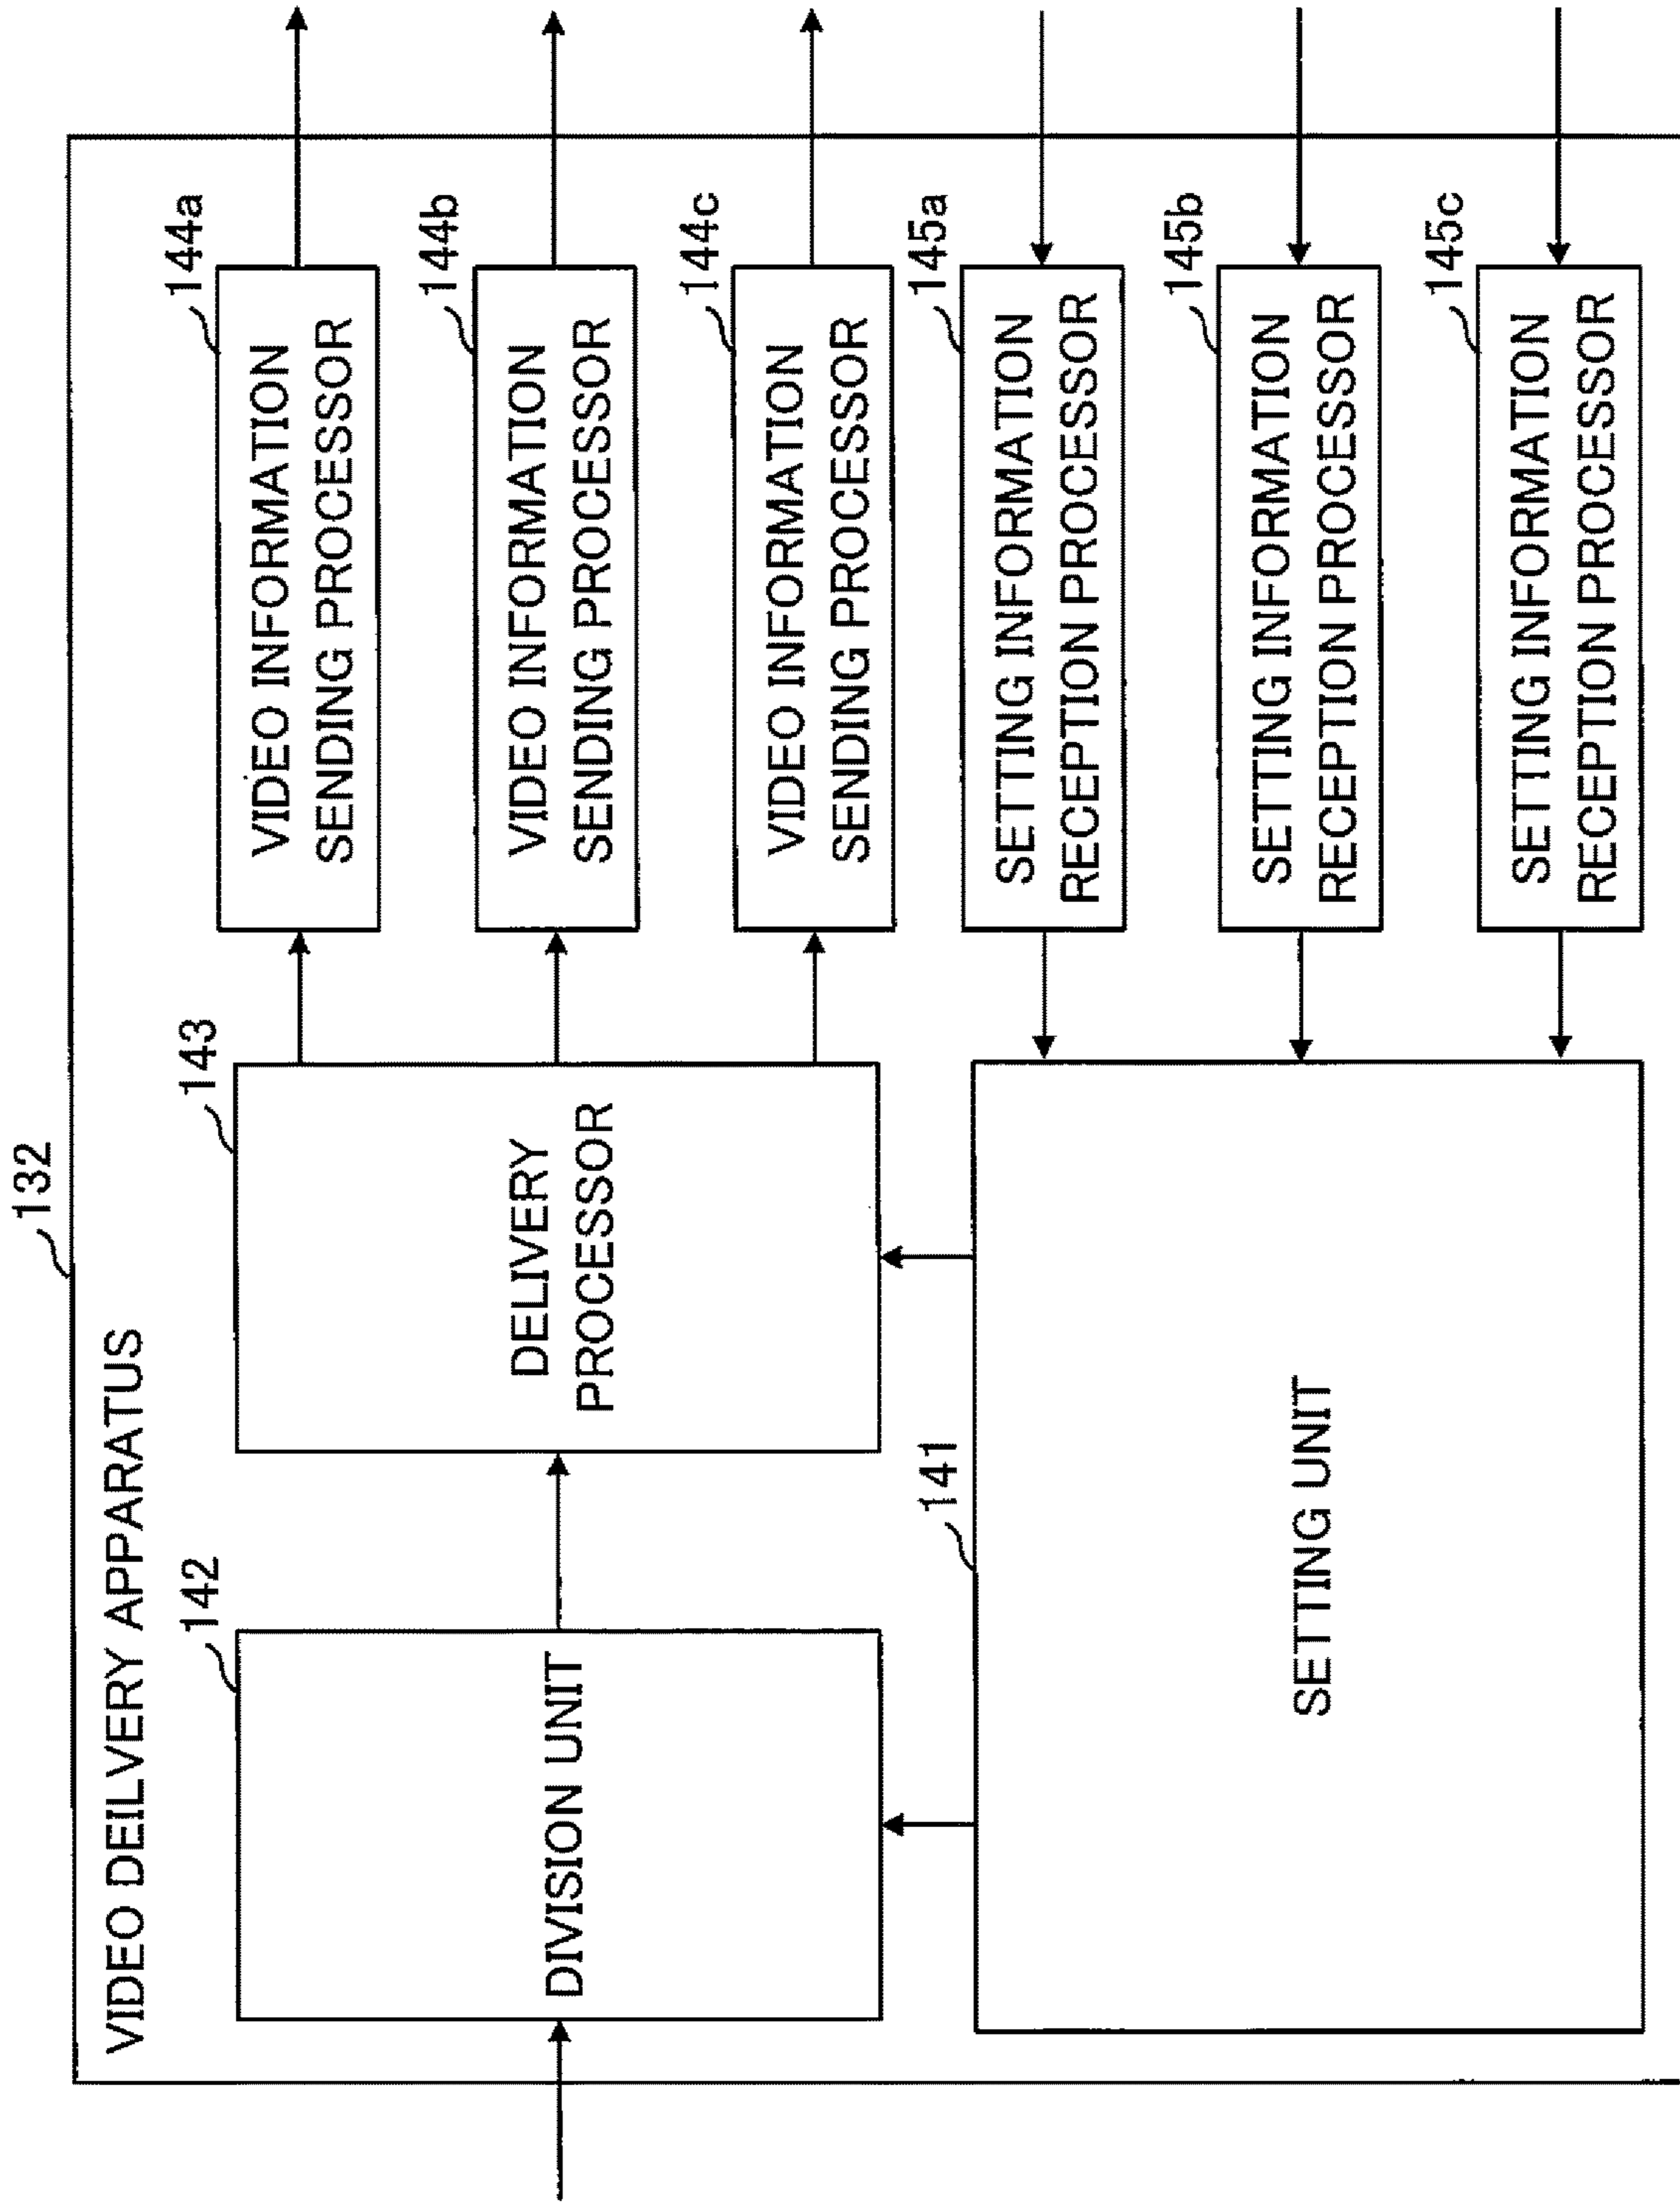 132
VIDEO DEILVERY APPARATUS
142
DIVISION UNIT
143
DELIVERY
PROCESSOR
144a
VIDEO INFORMATION
SENDING PROCESSOR
144b
VIDEO INFORMATION
SENDING PROCESSOR
144c
VIDEO INFORMATION
SENDING PROCESSOR
141
SETTING UNIT
145a
SETTING INFORMATION
RECEPTION PROCESSOR
145b
SETTING INFORMATION
RECEPTION PROCESSOR
145c
SETTING INFORMATION
RECEPTION PROCESSOR